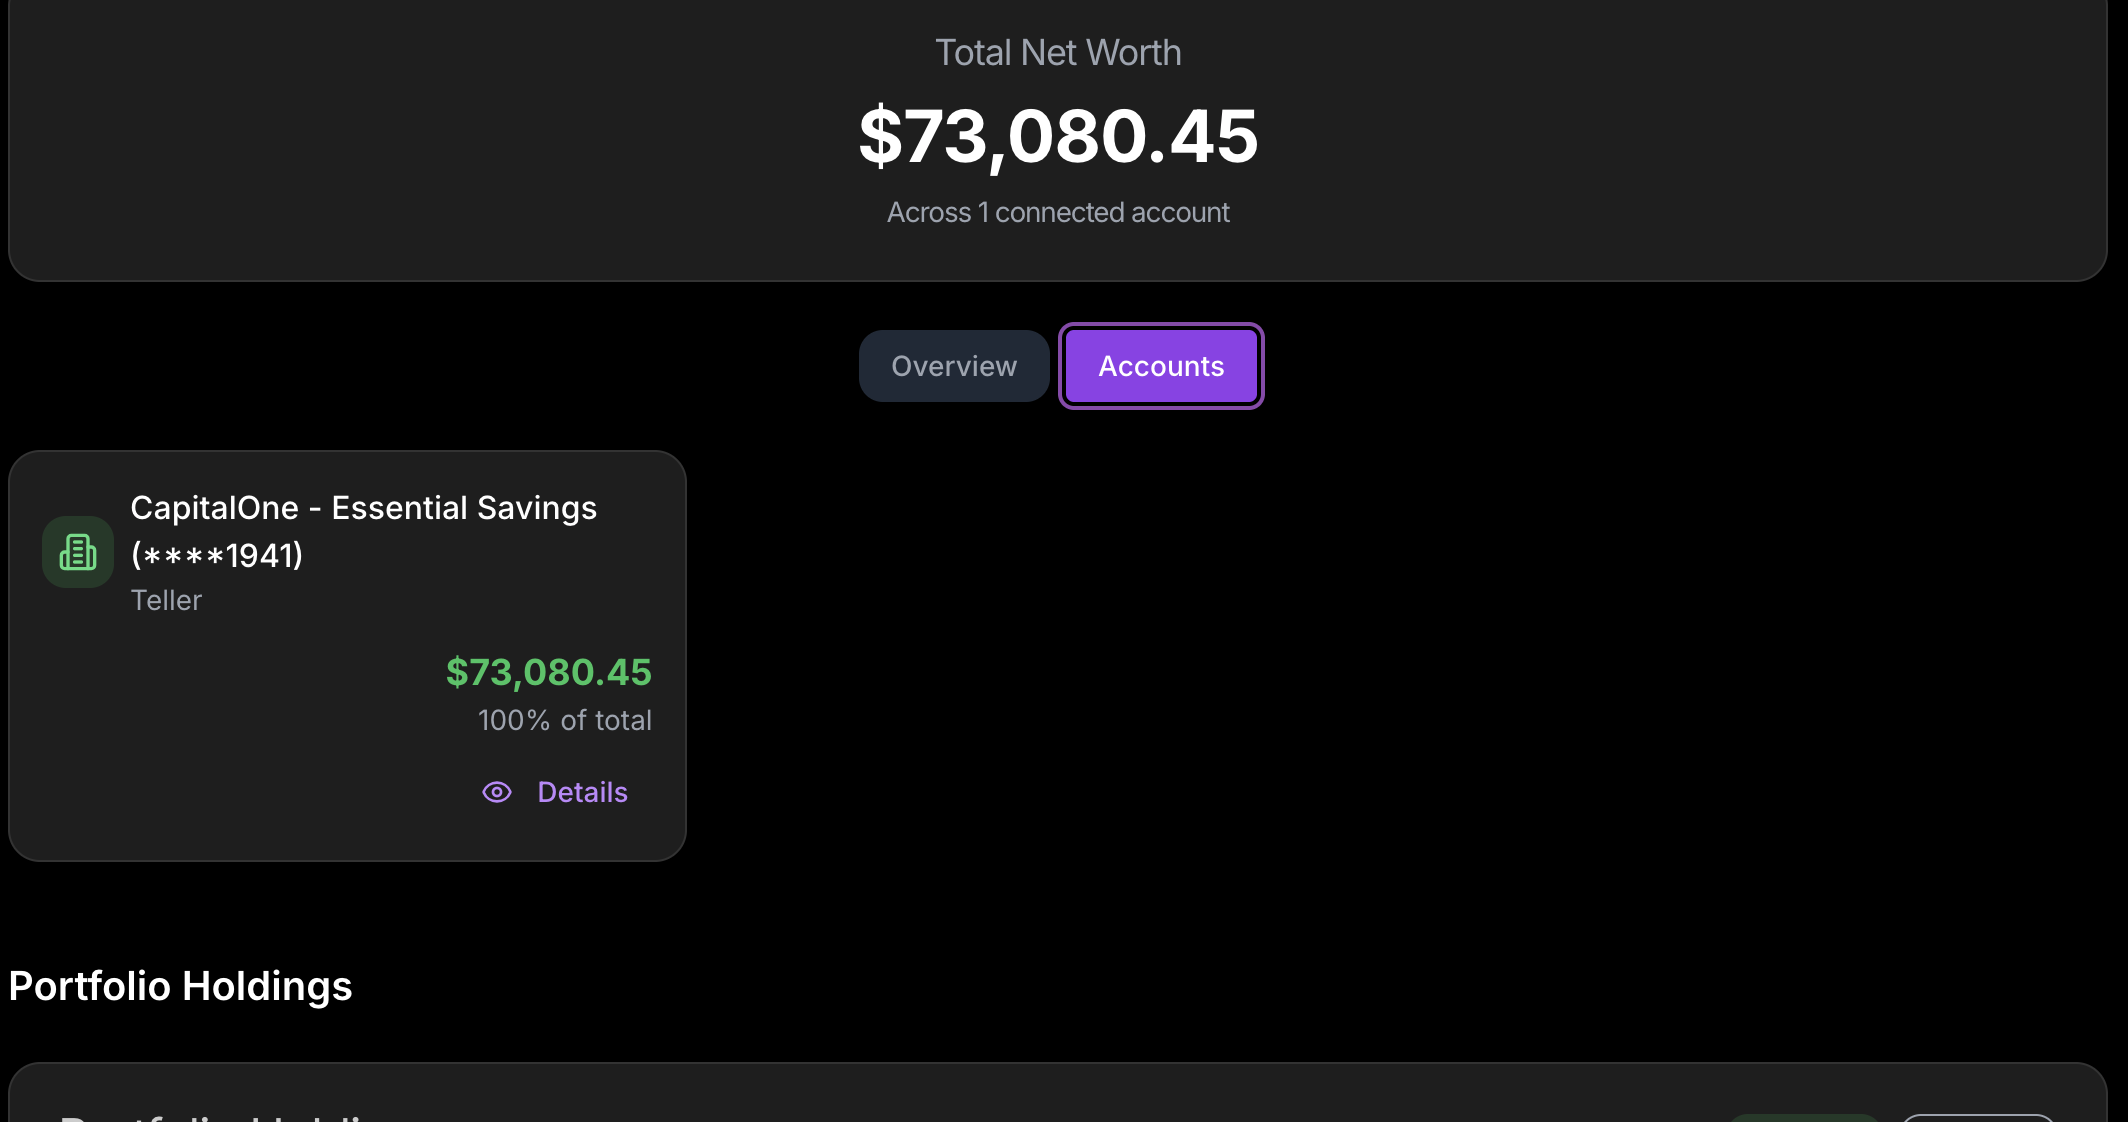 Total Net Worth
$73,080.45
Across 1 connected account
Overview
Accounts
CapitalOne - Essential Savings
(****1941)
Teller
$73,080.45
100% of total
Details
Portfolio Holdings